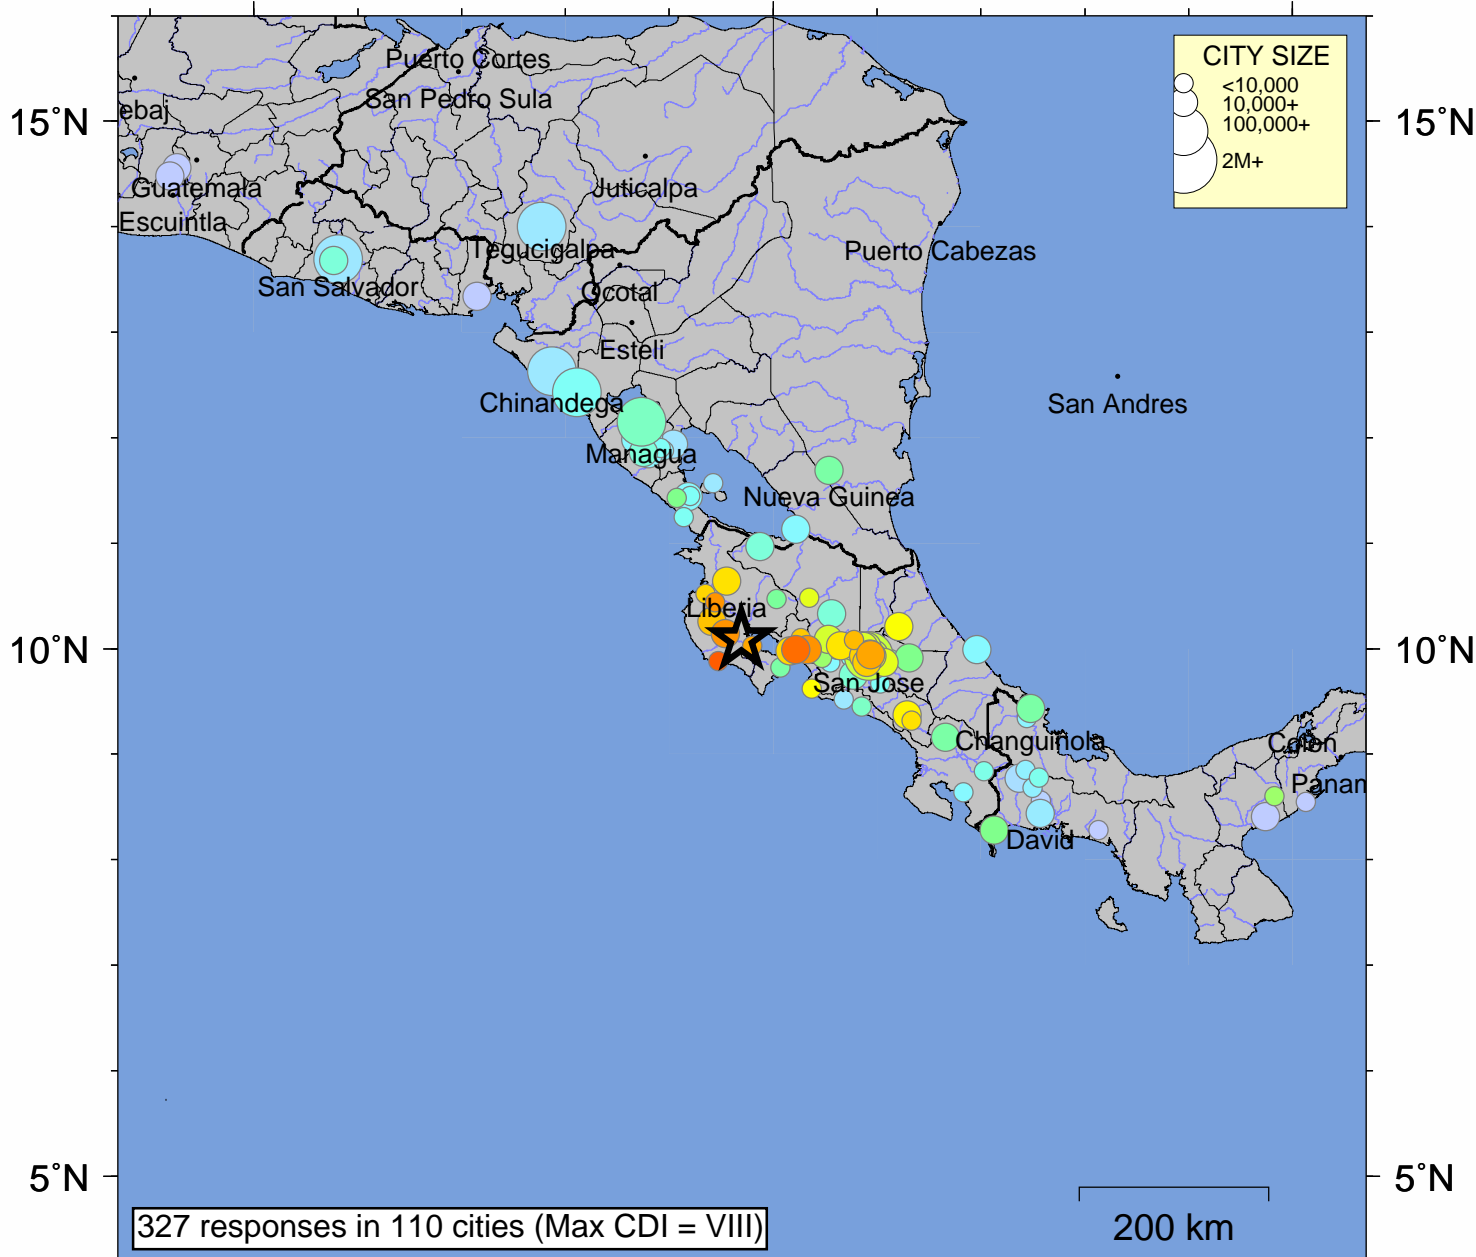 CITY SIZE
<10,000
10,000+
100,000+
2M+
Puerto Cortes
San Pedro Sula
ebaj
15˚N
15˚N
Guatemala
Juticalpa
Escuintla
Tegucigalpa
Puerto Cabezas
San Salvador
Ocotal
Esteli
Chinandega
San Andres
Managua
Nueva Guinea
Liberia
10˚N
10˚N
San Jose
Changuinola
Colon
Panam
David
5˚N
5˚N
327 responses in 110 cities (Max CDI = VIII)
200 km